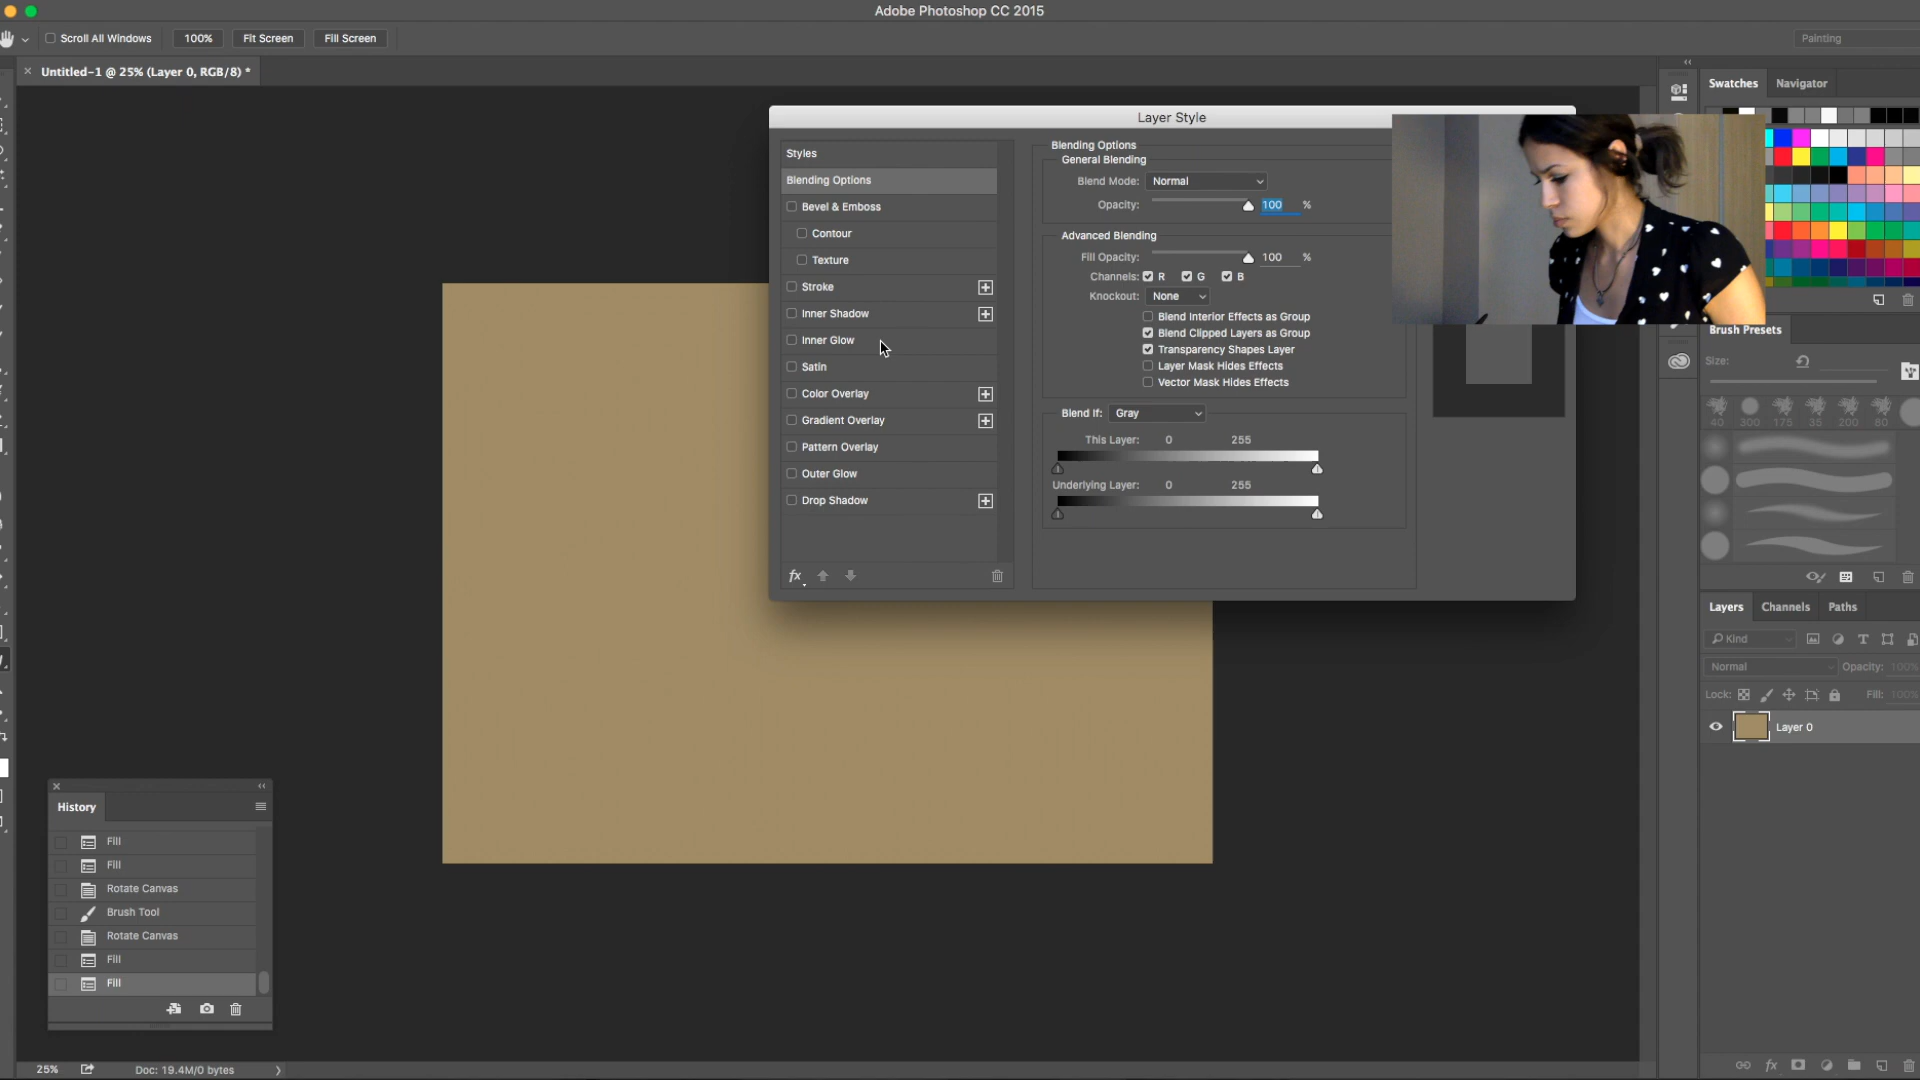 Adobe Photoshop CC 2015
Scroll All Windows
100%
Fit Screen
Fill Screen
Painting
× Untitled-1 @ 25% (Layer 0, RGB/8) *
Swatches
Navigator
Layer Style
Styles
Blending Options
Bevel & Emboss
Contour
Texture
Stroke
Inner Shadow
Inner Glow
Satin
Color Overlay
Gradient Overlay
Pattern Overlay
Outer Glow
Drop Shadow
fx
Blending Options
General Blending
Blend Mode: Normal
Opacity: 100 %
Advanced Blending
Fill Opacity: 100 %
Channels: R G B
Knockout: None
Blend Interior Effects as Group
Blend Clipped Layers as Group
Transparency Shapes Layer
Layer Mask Hides Effects
Vector Mask Hides Effects
Blend If: Gray
This Layer: 0 255
Underlying Layer: 0 255
Brush Presets
Size:
40 300 175 35 200 80
Layers
Channels
Paths
Kind
Normal
Opacity: 100%
Lock:
Fill: 100%
Layer 0
fx
History
Fill
Fill
Rotate Canvas
Brush Tool
Rotate Canvas
Fill
Fill
25%
Doc: 19.4M/0 bytes